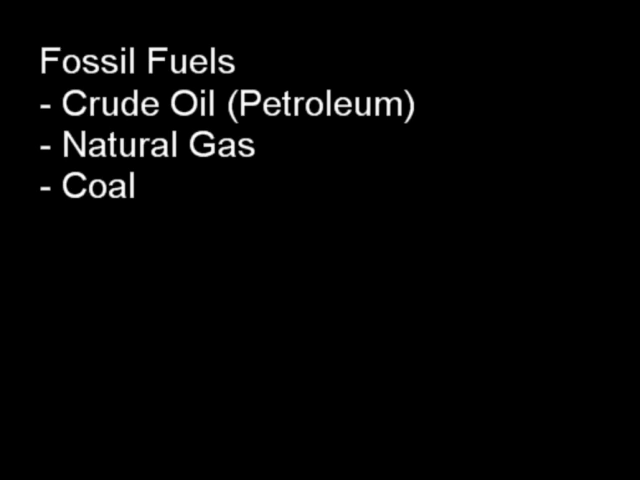 Fossil Fuels
- Crude Oil (Petroleum)
- Natural Gas
- Coal